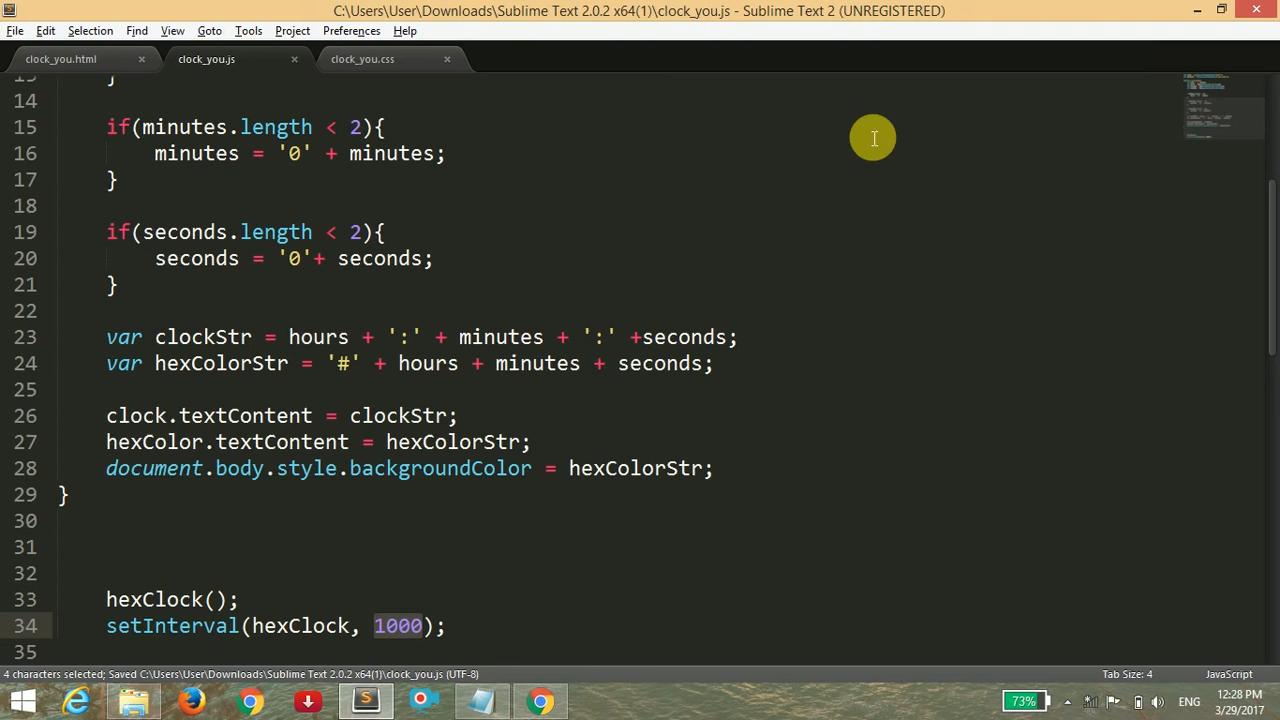 C:\Users\User\Downloads\Sublime Text 2.0.2 x64(1)\clock_you.js - Sublime Text 2 (UNREGISTERED)
File Edit Selection Find View Goto Tools Project Preferences Help
clock_you.html clock_you.js clock_you.css
13 }
14
15 if(minutes.length < 2){
16 minutes = '0' + minutes;
17 }
18
19 if(seconds.length < 2){
20 seconds = '0'+ seconds;
21 }
22
23 var clockStr = hours + ':' + minutes + ':' +seconds;
24 var hexColorStr = '#' + hours + minutes + seconds;
25
26 clock.textContent = clockStr;
27 hexColor.textContent = hexColorStr;
28 document.body.style.backgroundColor = hexColorStr;
29 }
30
31
32
33 hexClock();
34 setInterval(hexClock, 1000);
35
4 characters selected; Saved C:\Users\User\Downloads\Sublime Text 2.0.2 x64(1)\clock_you.js (UTF-8) Tab Size: 4 JavaScript
73% ENG 12:28 PM
3/29/2017